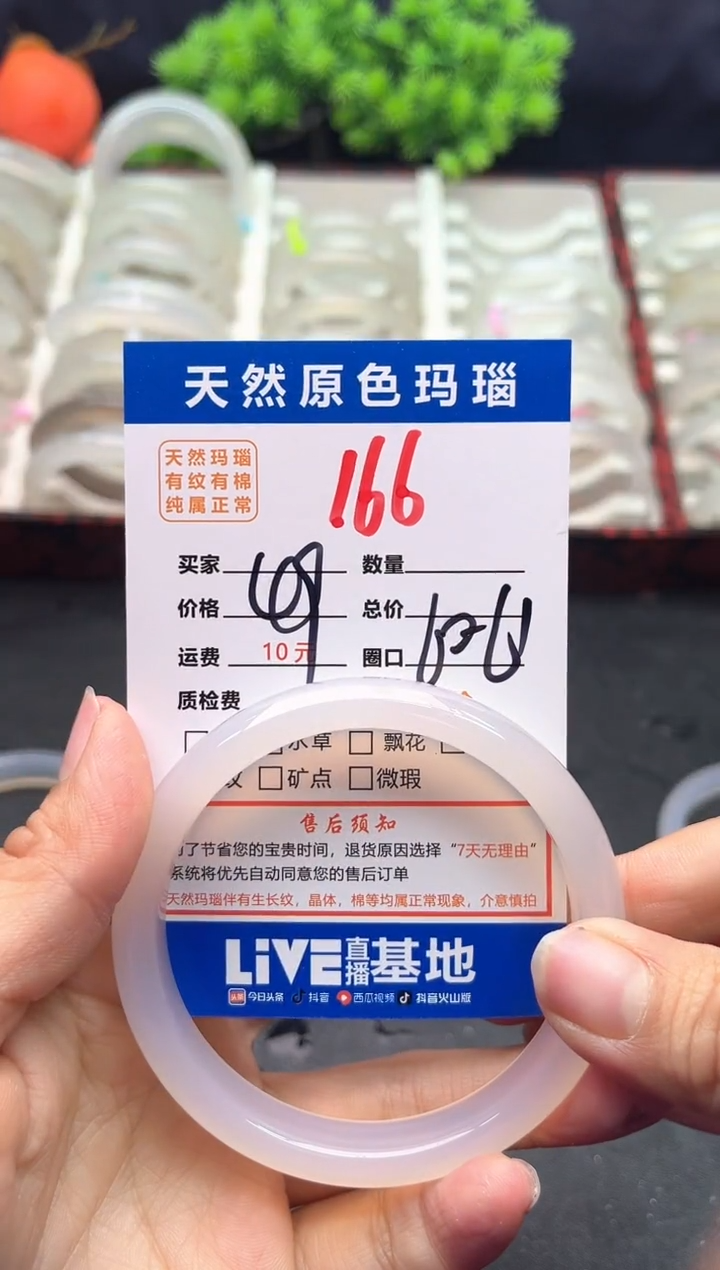 天然原色玛瑙
天然玛瑙
有纹有棉
纯属正常
166
买家 数量
价格 总价
运费 10元 圈口
质检费
水草 飘花
纹 矿点 微瑕
售后须知
为了节省您的宝贵时间，退货原因选择“7天无理由”
系统将优先自动同意您的售后订单
天然玛瑙伴有生长纹，晶体，棉等均属正常现象，介意慎拍
LiVE直播基地
头条 今日头条 抖音 西瓜视频 抖音火山版